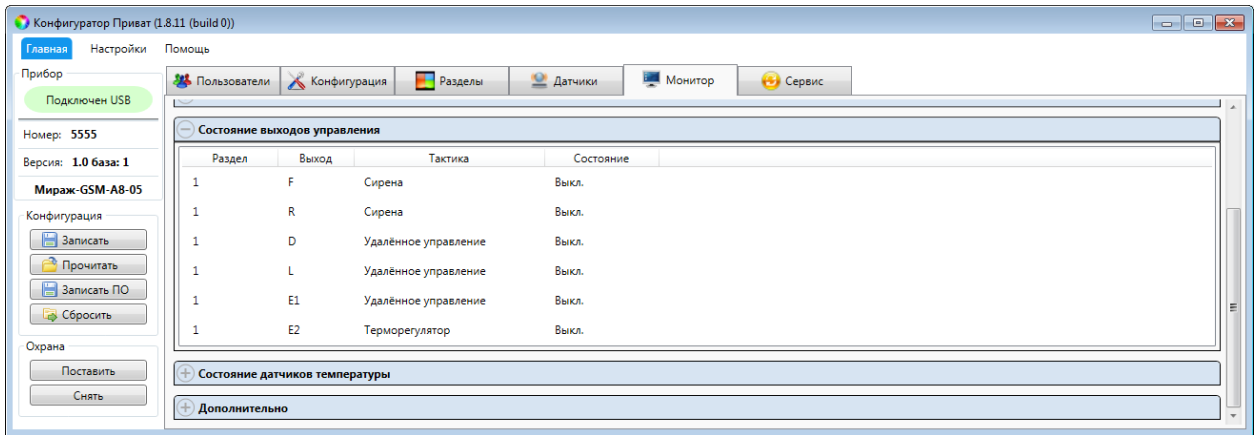 Конфигуратор Приват (1.8.11 (build 0))
Главная Настройки Помощь
Прибор
Подключен USB
Номер: 5555
Версия: 1.0 база: 1
Мираж-GSM-A8-05
Конфигурация
Записать
Прочитать
Записать ПО
Сбросить
Охрана
Поставить
Снять
Пользователи Конфигурация Разделы Датчики Монитор Сервис
Состояние выходов управления
Раздел Выход Тактика Состояние
1 F Сирена Выкл.
1 R Сирена Выкл.
1 D Удалённое управление Выкл.
1 L Удалённое управление Выкл.
1 E1 Удалённое управление Выкл.
1 E2 Терморегулятор Выкл.
Состояние датчиков температуры
Дополнительно